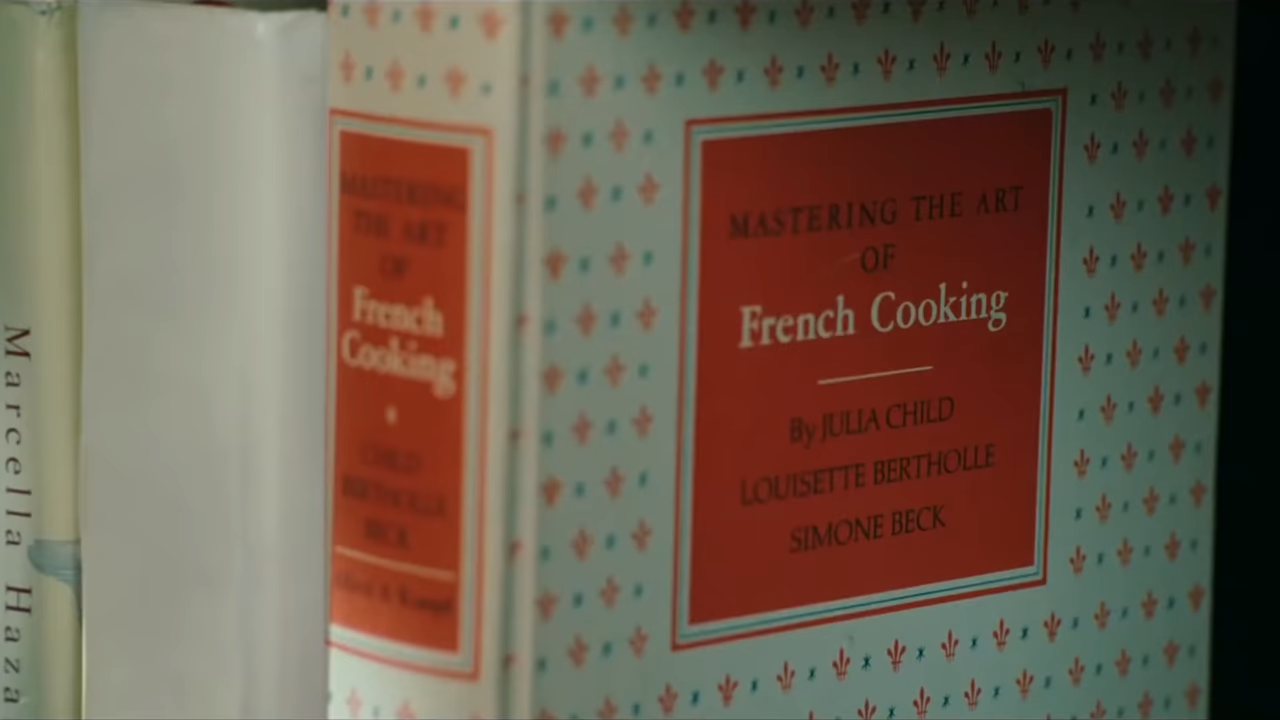 Marcella Haza
MASTERING
THE ART
OF
French
Cooking
CHILD
BERTHOLLE
BECK
MASTERING THE ART
OF
French Cooking
By JULIA CHILD
LOUISETTE BERTHOLLE
SIMONE BECK